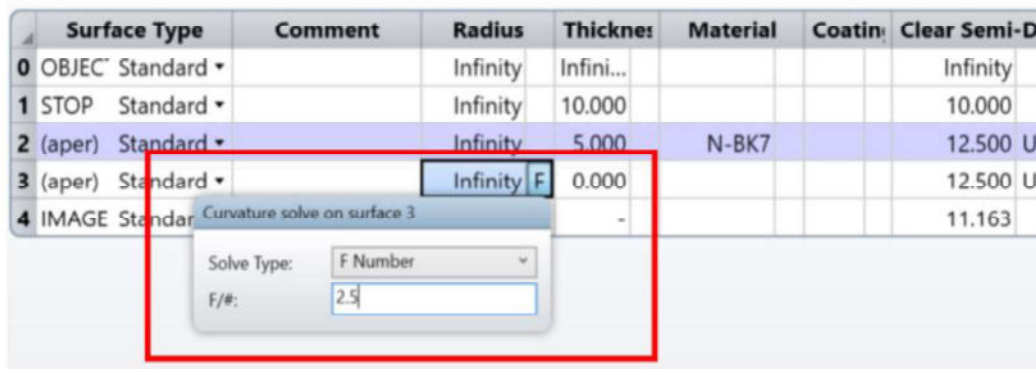 Surface Type Comment Radius Thicknes Material Coatin Clear Semi-D
0 OBJECT Standard Infinity Infini... Infinity
1 STOP Standard Infinity 10.000 10.000
2 (aper) Standard Infinity 5.000 N-BK7 12.500 U
3 (aper) Standard Infinity F 0.000 12.500 U
4 IMAGE Standar - 11.163
Curvature solve on surface 3
Solve Type: F Number
F/#: 2.5